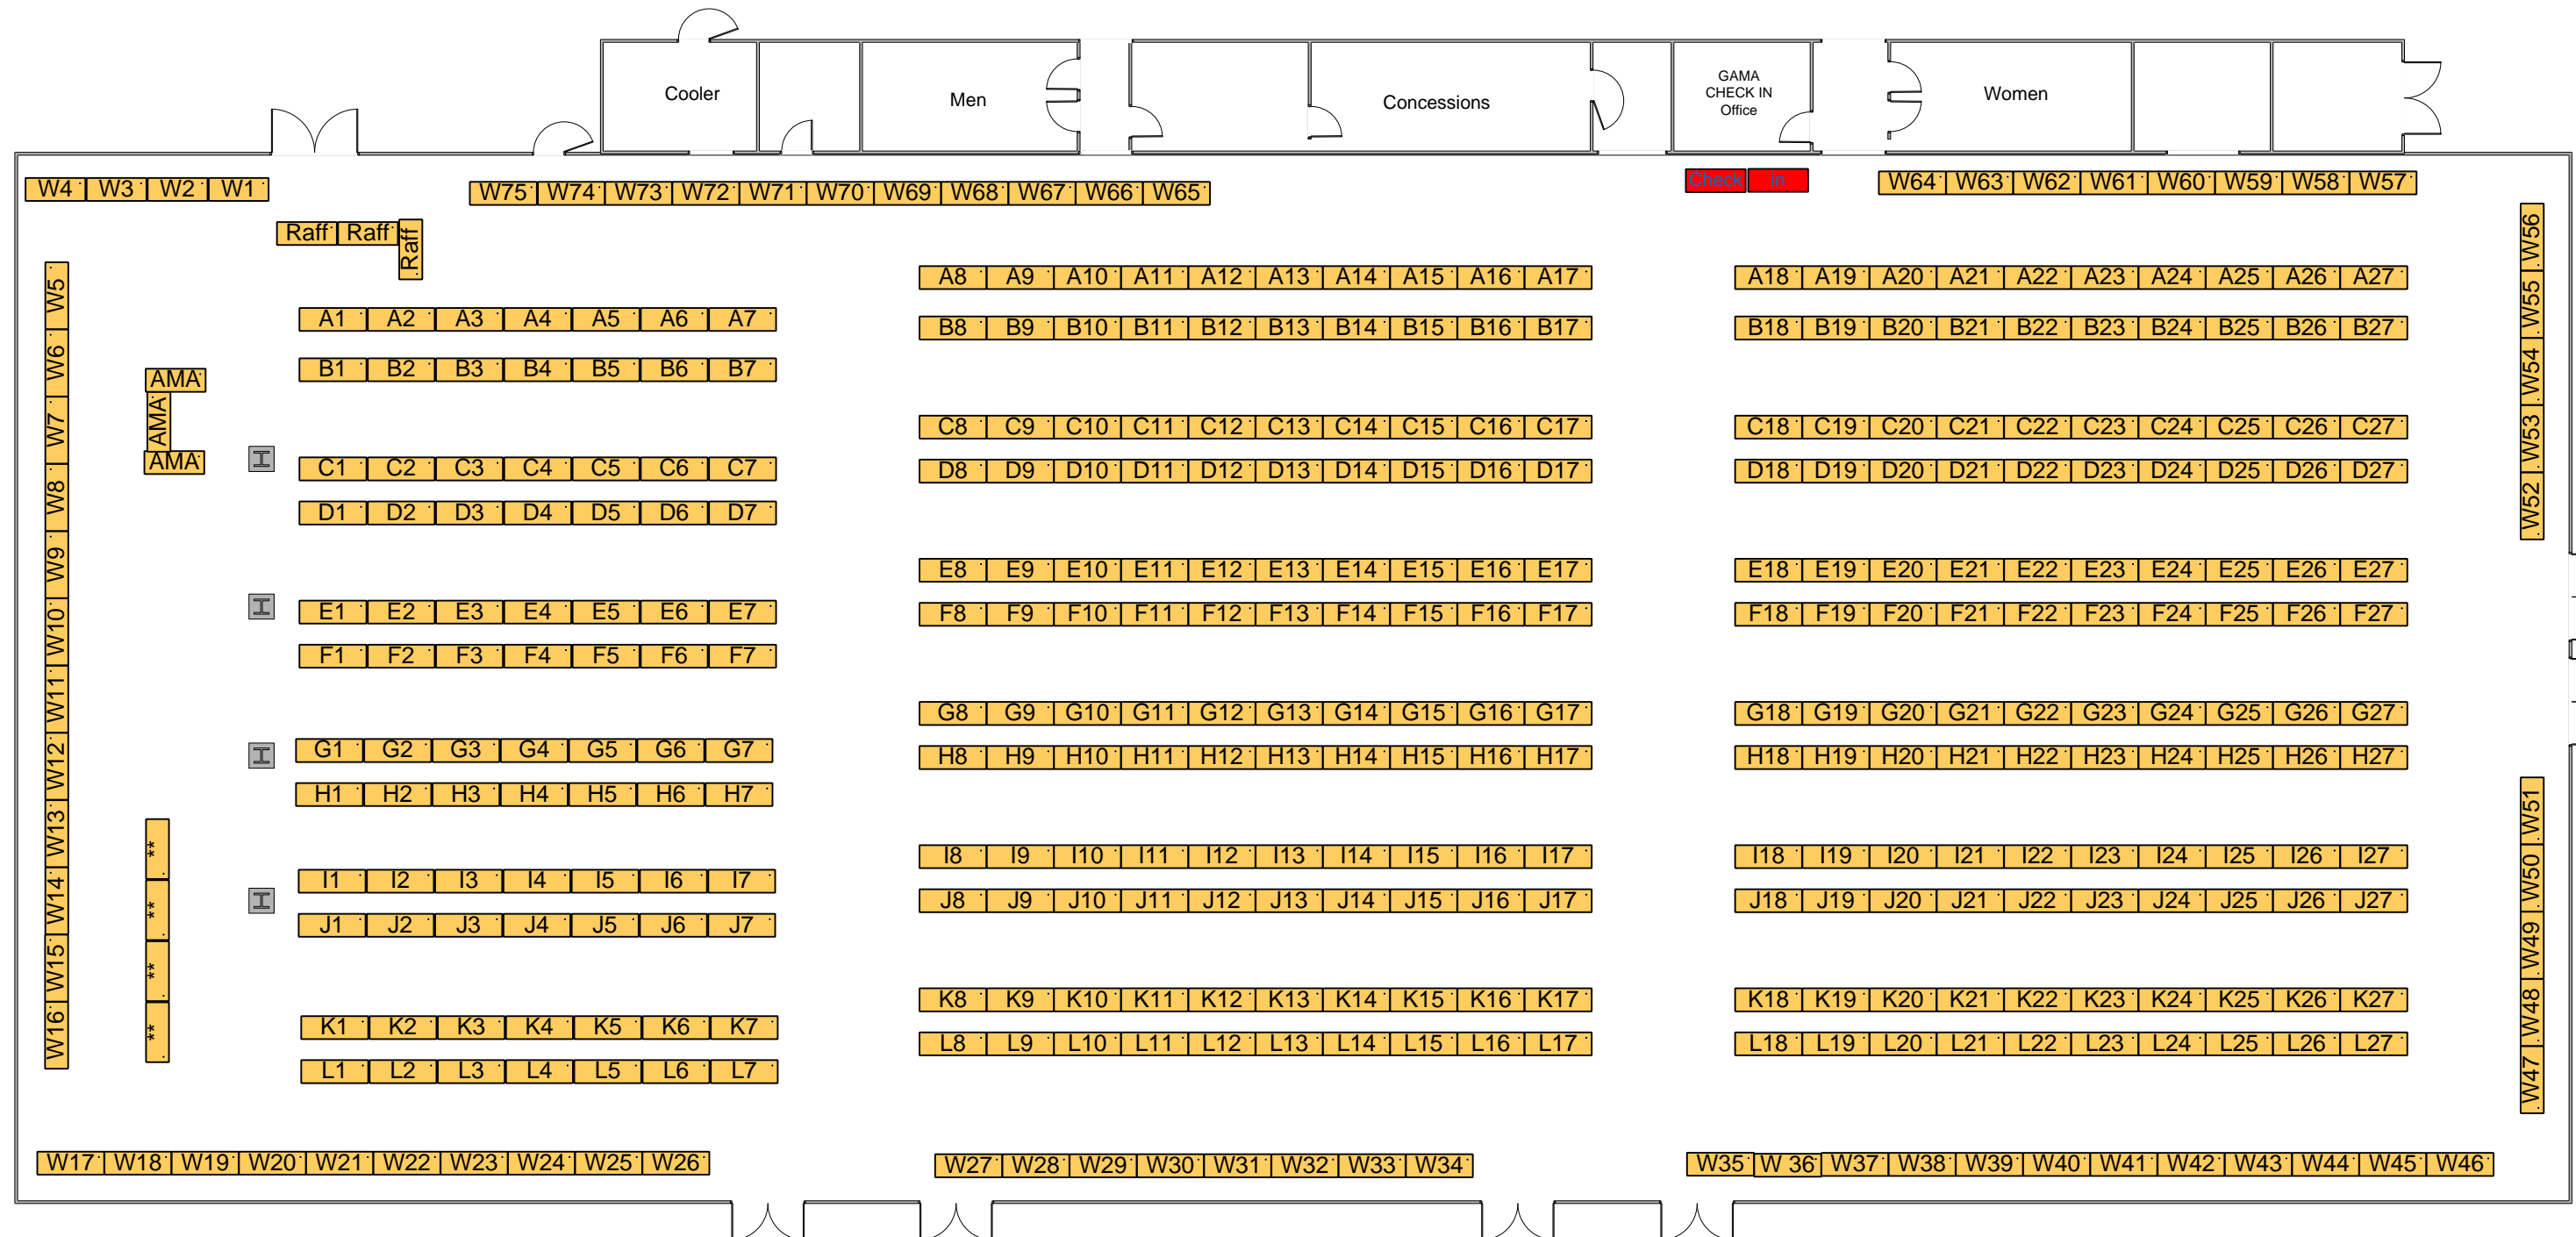 Cooler
Men
Concessions
GAMA
CHECK IN
Office
Women
W4 W3 W2 W1
W75 W74 W73 W72 W71 W70 W69 W68 W67 W66 W65
Check in
W64 W63 W62 W61 W60 W59 W58 W57
Raff Raff Raff
W5
W6
W7
W8
W9
W10
W11
W12
W13
W14
W15
W16
AMA
AMA
AMA
**
**
**
**
A1 A2 A3 A4 A5 A6 A7
B1 B2 B3 B4 B5 B6 B7
C1 C2 C3 C4 C5 C6 C7
D1 D2 D3 D4 D5 D6 D7
E1 E2 E3 E4 E5 E6 E7
F1 F2 F3 F4 F5 F6 F7
G1 G2 G3 G4 G5 G6 G7
H1 H2 H3 H4 H5 H6 H7
I1 I2 I3 I4 I5 I6 I7
J1 J2 J3 J4 J5 J6 J7
K1 K2 K3 K4 K5 K6 K7
L1 L2 L3 L4 L5 L6 L7
A8 A9 A10 A11 A12 A13 A14 A15 A16 A17
B8 B9 B10 B11 B12 B13 B14 B15 B16 B17
C8 C9 C10 C11 C12 C13 C14 C15 C16 C17
D8 D9 D10 D11 D12 D13 D14 D15 D16 D17
E8 E9 E10 E11 E12 E13 E14 E15 E16 E17
F8 F9 F10 F11 F12 F13 F14 F15 F16 F17
G8 G9 G10 G11 G12 G13 G14 G15 G16 G17
H8 H9 H10 H11 H12 H13 H14 H15 H16 H17
I8 I9 I10 I11 I12 I13 I14 I15 I16 I17
J8 J9 J10 J11 J12 J13 J14 J15 J16 J17
K8 K9 K10 K11 K12 K13 K14 K15 K16 K17
L8 L9 L10 L11 L12 L13 L14 L15 L16 L17
A18 A19 A20 A21 A22 A23 A24 A25 A26 A27
B18 B19 B20 B21 B22 B23 B24 B25 B26 B27
C18 C19 C20 C21 C22 C23 C24 C25 C26 C27
D18 D19 D20 D21 D22 D23 D24 D25 D26 D27
E18 E19 E20 E21 E22 E23 E24 E25 E26 E27
F18 F19 F20 F21 F22 F23 F24 F25 F26 F27
G18 G19 G20 G21 G22 G23 G24 G25 G26 G27
H18 H19 H20 H21 H22 H23 H24 H25 H26 H27
I18 I19 I20 I21 I22 I23 I24 I25 I26 I27
J18 J19 J20 J21 J22 J23 J24 J25 J26 J27
K18 K19 K20 K21 K22 K23 K24 K25 K26 K27
L18 L19 L20 L21 L22 L23 L24 L25 L26 L27
W56
W55
W54
W53
W52
W51
W50
W49
W48
W47
W17 W18 W19 W20 W21 W22 W23 W24 W25 W26
W27 W28 W29 W30 W31 W32 W33 W34
W35 W 36 W37 W38 W39 W40 W41 W42 W43 W44 W45 W46